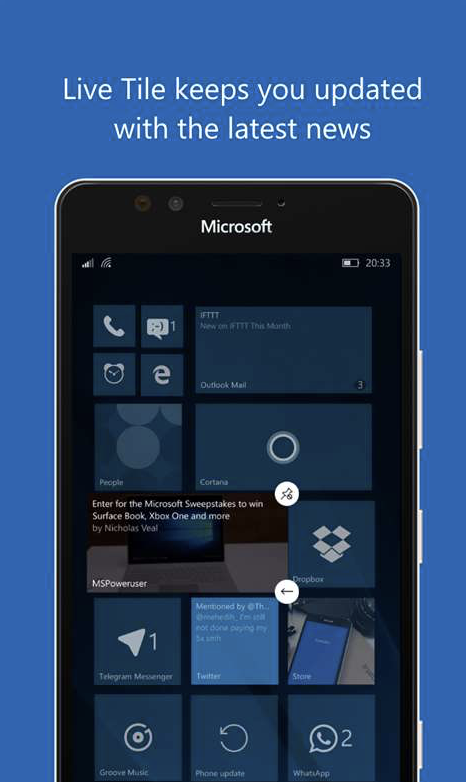 Live Tile keeps you updated
with the latest news
Microsoft
20:33
1
IFTTT
New on IFTTT This Month
Outlook Mail
3
People
Cortana
Enter for the Microsoft Sweepstakes to win
Surface Book, Xbox One and more
by Nicholas Veal
MSPoweruser
Dropbox
1
Telegram Messenger
Mentioned by @Th...
@mehedih_ I'm still
not done paying my
5x smh
Twitter
Store
Groove Music
Phone update
2
WhatsApp